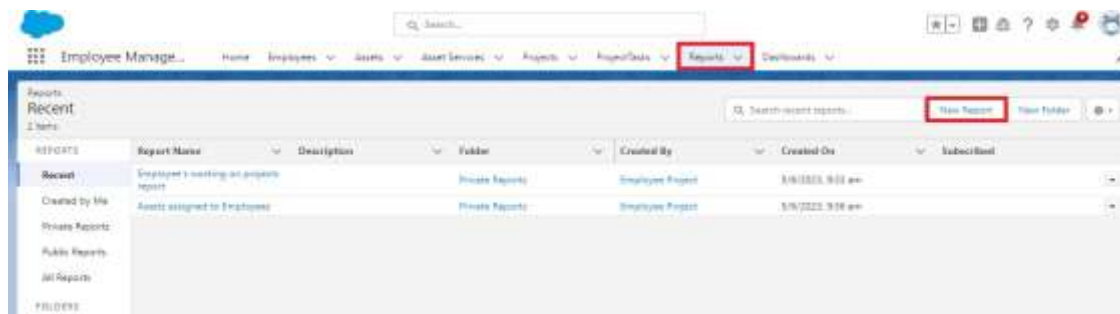 Search...
Employee Manage... Home Employees Assets Asset Services Projects ProjectTasks Reports Dashboards
Reports
Recent
2 items
Search recent reports...
New Report New Folder
REPORTS Report Name Description Folder Created By Created On Subscribed
Recent Employee's working on projects report Private Reports Employee Project 9:03 am
Created by Me Assets assigned to Employees Private Reports Employee Project
Private Reports
Public Reports
All Reports
FOLDERS